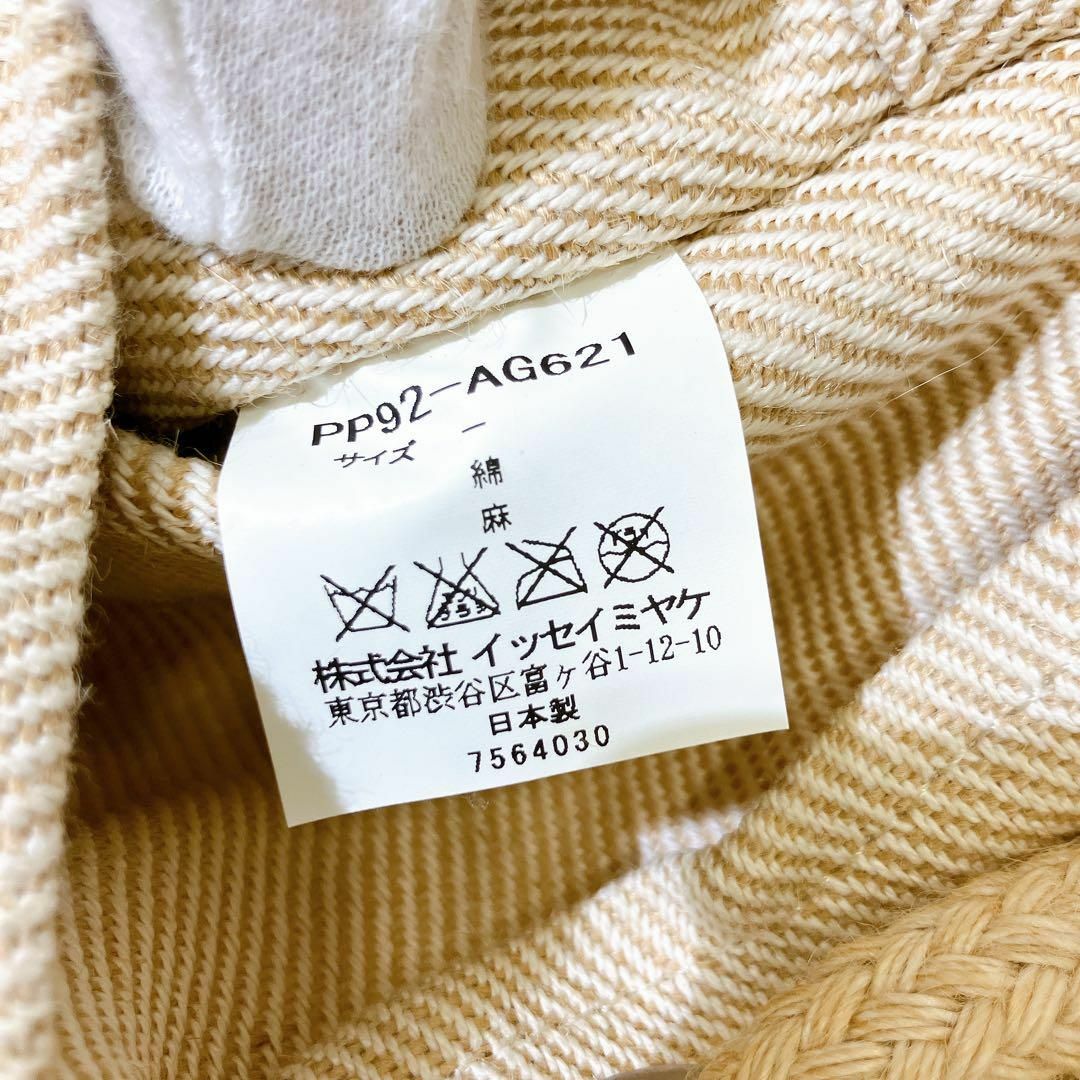 PP92-AG621
サイズ -
綿
麻
株式会社 イッセイミヤケ
東京都渋谷区富ヶ谷1-12-10
日本製
7564030